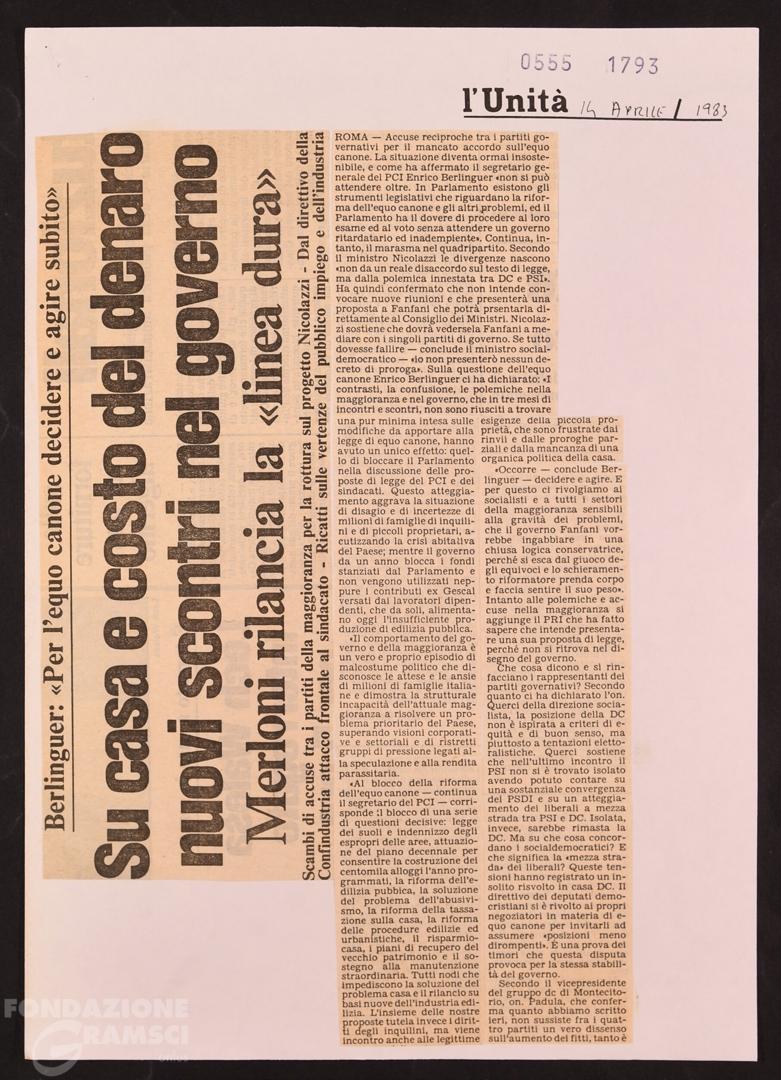 0555 1793
l'Unità 14 APRILE / 1983
Berlinguer: «Per l'equo canone decidere e agire subito»
Su casa e costo del denaro
nuovi scontri nel governo
Merloni rilancia la «linea dura»
Scambi di accuse tra i partiti della maggioranza per la rottura sul progetto Nicolazzi - Dal direttivo della
Confindustria attacco frontale al sindacato - Ricatti sulle vertenze del pubblico impiego e dell'industria
ROMA — Accuse reciproche tra i partiti go-
vernativi per il mancato accordo sull'equo
canone. La situazione diventa ormai insoste-
nibile, e come ha affermato il segretario ge-
nerale del PCI Enrico Berlinguer «non si può
attendere oltre. In Parlamento esistono gli
strumenti legislativi che riguardano la rifor-
ma dell'equo canone e gli altri problemi, ed il
Parlamento ha il dovere di procedere al loro
esame ed al voto senza attendere un governo
ritardatario ed inadempiente». Continua, in-
tanto, il marasma nel quadripartito. Secondo
il ministro Nicolazzi le divergenze nascono
«non da un reale disaccordo sul testo di legge,
ma dalla polemica innestata tra DC e PSI».
Ha quindi confermato che non intende con-
vocare nuove riunioni e che presenterà una
proposta a Fanfani che potrà prsentarla di-
rettamente al Consiglio dei Ministri. Nicolaz-
zi sostiene che dovrà vedersela Fanfani a me-
diare con i singoli partiti di governo. Se tutto
dovesse fallire — conclude il ministro social-
democratico — «io non presenterò nessun de-
creto di proroga». Sulla questione dell'equo
canone Enrico Berlinguer ci ha dichiarato: «I
contrasti, la confusione, le polemiche nella
maggioranza e nel governo, che in tre mesi di
incontri e scontri, non sono riusciti a trovare
una pur minima intesa sulle
modifiche da apportare alla
legge di equo canone, hanno
avuto un unico effetto: quel-
lo di bloccare il Parlamento
nella discussione delle pro-
poste di legge del PCI e dei
sindacati. Questo atteggia-
mento aggrava la situazione
di disagio e di incertezze di
milioni di famiglie di inquili-
ni e di piccoli proprietari, a-
cutizzando la crisi abitativa
del Paese; mentre il governo
da un anno blocca i fondi
stanziati dal Parlamento e
non vengono utilizzati nep-
pure i contributi ex Gescal
versati dai lavoratori dipen-
denti, che da soli, alimenta-
no oggi l'insufficiente pro-
duzione di edilizia pubblica.
«Il comportamento del go-
verno e della maggioranza è
un vero e proprio episodio di
malcostume politico che di-
sconosce le attese e le ansie
di milioni di famiglie italia-
ne e dimostra la strutturale
incapacità dell'attuale mag-
gioranza a risolvere un pro-
blema prioritario del Paese,
superando visioni corporati-
ve e settoriali e di ristretti
gruppi di pressione legati al-
la speculazione e alla rendita
parassitaria.
«Al blocco della riforma
dell'equo canone — continua
il segretario del PCI — corri-
sponde il blocco di una serie
di questioni decisive: legge
dei suoli e indennizzo degli
espropri delle aree, attuazio-
ne del piano decennale per
consentire la costruzione dei
centomila alloggi l'anno pro-
grammati, la riforma dell'e-
dilizia pubbica, la soluzione
del problema dell'abusivi-
smo, la riforma della tassa-
zione sulla casa, la riforma
delle procedure edilizie ed
urbanistiche, il risparmio-
casa, i piani di recupero del
vecchio patrimonio e il so-
stegno alla manutenzione
straordinaria. Tutti nodi che
impediscono la soluzione del
problema casa e il rilancio su
basi nuove dell'industria edi-
lizia. L'insieme delle nostre
proposte tutela invece i dirit-
ti degli inquilini, ma viene
incontro anche alle legittime
esigenze della piccola pro-
prietà, che sono frustrate dai
rinvii e dalle proroghe par-
ziali e dalla mancanza di una
organica politica della casa.
«Occorre — conclude Ber-
linguer — decidere e agire. E
per questo ci rivolgiamo ai
socialisti e a tutti i settori
della maggioranza sensibili
alla gravità dei problemi,
che il governo Fanfani vor-
rebbe ingabbiare in una
chiusa logica conservatrice,
perché si esca dal giuoco de-
gli equivoci e lo schieramen-
to riformatore prenda corpo
e faccia sentire il suo peso».
Intanto alle polemiche e ac-
cuse nella maggioranza si
aggiunge il PRI che ha fatto
sapere che intende presenta-
re una sua proposta di legge,
perché non si ritrova nel di-
segno del governo.
Che cosa dicono e si rin-
facciano i rappresentanti dei
partiti governativi? Secondo
quanto ci ha dichiarato l'on.
Querci della direzione socia-
lista, la posizione della DC
non è ispirata a criteri di e-
quità e di buon senso, ma
piuttosto a tentazioni eletto-
ralistiche. Querci sostiene
che nell'ultimo incontro il
PSI non si è trovato isolato
avendo potuto contare su
una sostanziale convergenza
del PSDI e su un atteggia-
mento dei liberali a mezza
strada tra PSI e DC. Isolata,
invece, sarebbe rimasta la
DC. Ma su che cosa concor-
dano i socialdemocratici? E
che significa la «mezza stra-
da» dei liberali? Queste ten-
sioni hanno registrato un in-
solito risvolto in casa DC. Il
direttivo dei deputati demo-
cristiani si è rivolto ai propri
negoziatori in materia di e-
quo canone per invitarli ad
assumere «posizioni meno
dirompenti». È una prova dei
timori che questa disputa
provoca per la stessa stabili-
tà del governo.
Secondo il vicepresidente
del gruppo dc di Montecito-
rio, on. Padula, che confer-
ma quanto abbiamo scritto
ieri, non sussiste fra i quat-
tro partiti un vero dissenso
sull'aumento dei fitti, tanto è
FONDAZIONE
GRAMSCI
onlus